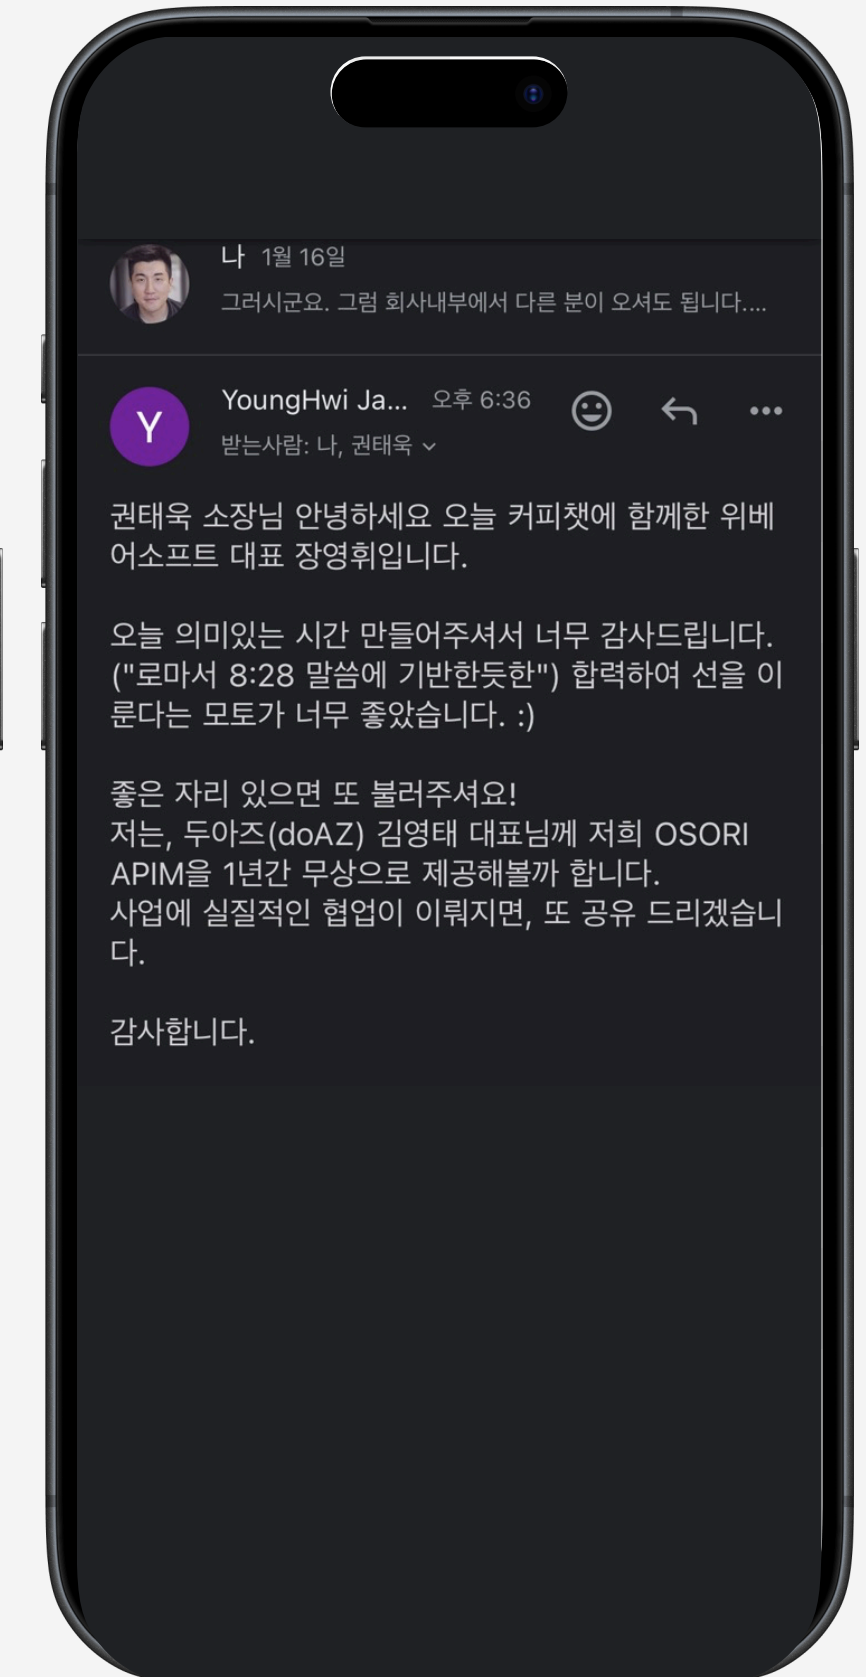 나 1월 16일
그러시군요. 그럼 회사내부에서 다른 분이 오셔도 됩니다....
Y
YoungHwi Ja... 오후 6:36
받는사람: 나, 권태욱
권태욱 소장님 안녕하세요 오늘 커피챗에 함께한 위베
어소프트 대표 장영휘입니다.
오늘 의미있는 시간 만들어주셔서 너무 감사드립니다.
("로마서 8:28 말씀에 기반한듯한") 합력하여 선을 이
룬다는 모토가 너무 좋았습니다. :)
좋은 자리 있으면 또 불러주셔요!
저는, 두아즈(doAZ) 김영태 대표님께 저희 OSORI
APIM을 1년간 무상으로 제공해볼까 합니다.
사업에 실질적인 협업이 이뤄지면, 또 공유 드리겠습니
다.
감사합니다.